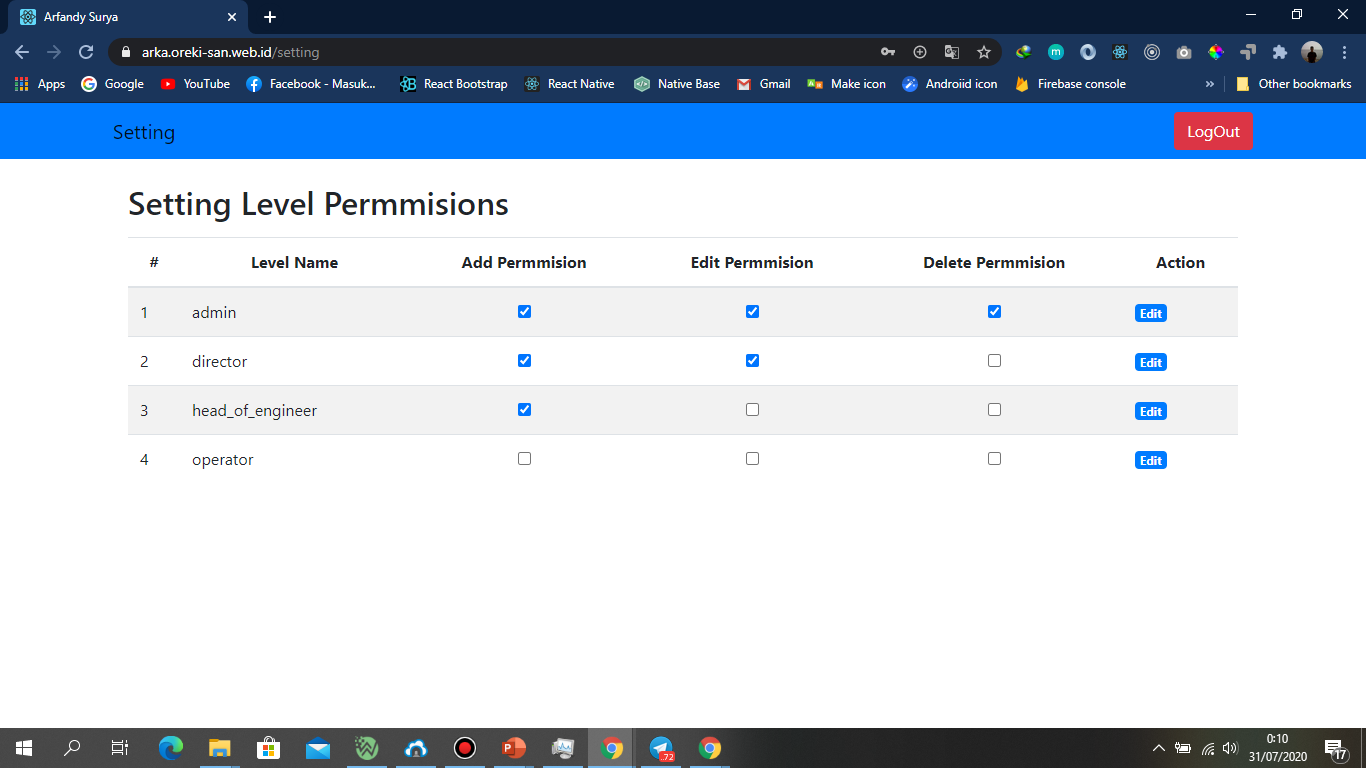 Arfandy Surya
arka.oreki-san.web.id/setting
Apps Google YouTube Facebook - Masuk... React Bootstrap React Native Native Base Gmail Make icon Androiid icon Firebase console » Other bookmarks
Setting LogOut
Setting Level Permmisions
# Level Name Add Permmision Edit Permmision Delete Permmision Action
1 admin Edit
2 director Edit
3 head_of_engineer Edit
4 operator Edit
72
0:10
31/07/2020
17